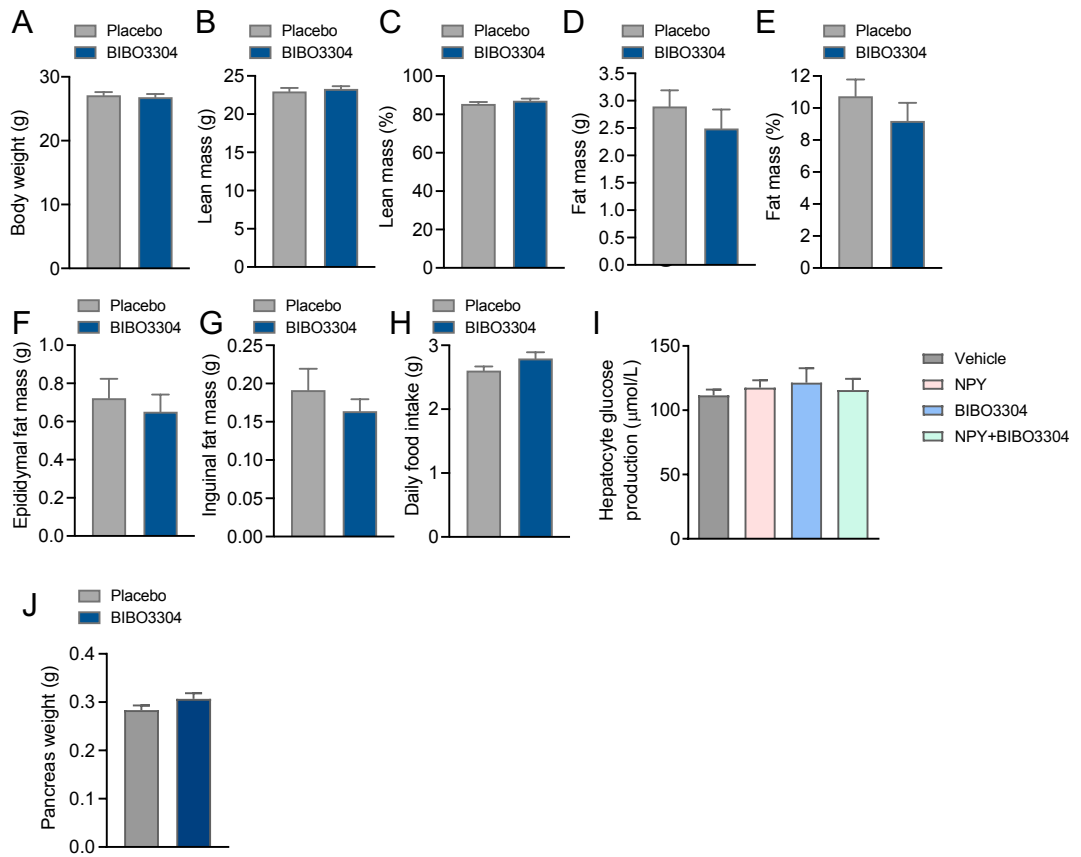 A
Placebo
BIBO3304
Body weight (g)
30
20
10
0
B
Placebo
BIBO3304
Lean mass (g)
25
20
15
10
5
0
C
Placebo
BIBO3304
Lean mass (%)
100
80
60
40
20
0
D
Placebo
BIBO3304
Fat mass (g)
3.5
3.0
2.5
2.0
1.5
1.0
0.5
0.0
E
Placebo
BIBO3304
Fat mass (%)
12
10
8
6
4
2
0
F
Placebo
BIBO3304
Epididymal fat mass (g)
1.0
0.8
0.6
0.4
0.2
0.0
G
Placebo
BIBO3304
Inguinal fat mass (g)
0.25
0.20
0.15
0.10
0.05
0.00
H
Placebo
BIBO3304
Daily food intake (g)
3
2
1
0
I
Hepatocyte glucose
production (μmol/L)
150
100
50
0
Vehicle
NPY
BIBO3304
NPY+BIBO3304
J
Placebo
BIBO3304
Pancreas weight (g)
0.4
0.3
0.2
0.1
0.0